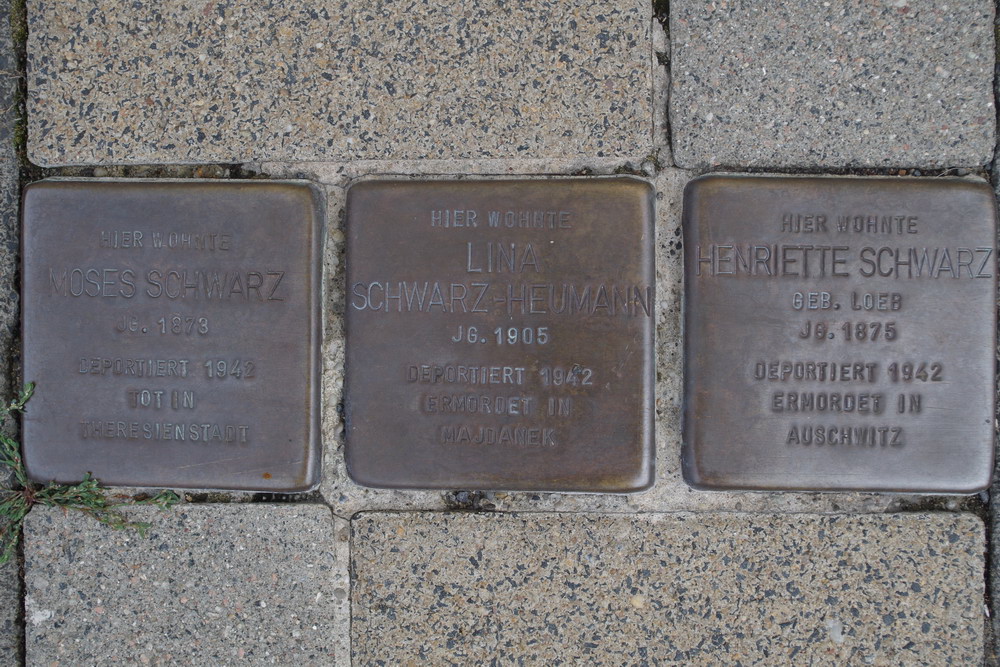 HIER WOHNTE
MOSES SCHWARZ
JG. 1873
DEPORTIERT 1942
TOT IN
THERESIENSTADT
HIER WOHNTE
LINA
SCHWARZ-HEUMANN
JG. 1905
DEPORTIERT 1942
ERMORDET IN
MAJDANEK
HIER WOHNTE
HENRIETTE SCHWARZ
GEB. LOEB
JG. 1875
DEPORTIERT 1942
ERMORDET IN
AUSCHWITZ